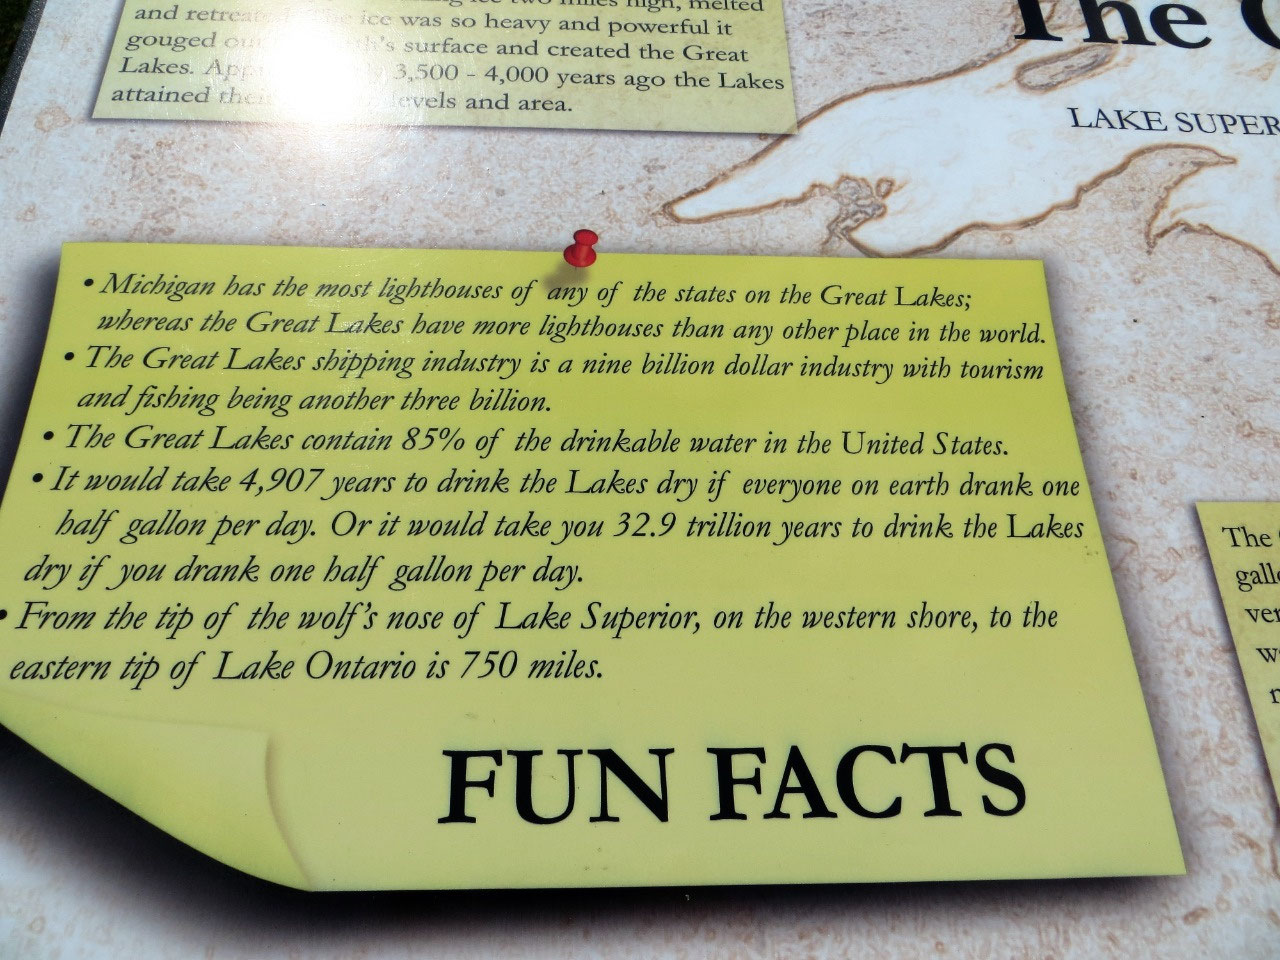 ice two miles high, melted
and retreated. The ice was so heavy and powerful it
gouged surface and created the Great
Lakes. 3,500 - 4,000 years ago the Lakes
attained levels and area.
The
LAKE SUPER
• Michigan has the most lighthouses of any of the states on the Great Lakes;
whereas the Great Lakes have more lighthouses than any other place in the world.
• The Great Lakes shipping industry is a nine billion dollar industry with tourism
and fishing being another three billion.
• The Great Lakes contain 85% of the drinkable water in the United States.
• It would take 4,907 years to drink the Lakes dry if everyone on earth drank one
half gallon per day. Or it would take you 32.9 trillion years to drink the Lakes
dry if you drank one half gallon per day.
• From the tip of the wolf's nose of Lake Superior, on the western shore, to the
eastern tip of Lake Ontario is 750 miles.
FUN FACTS
The